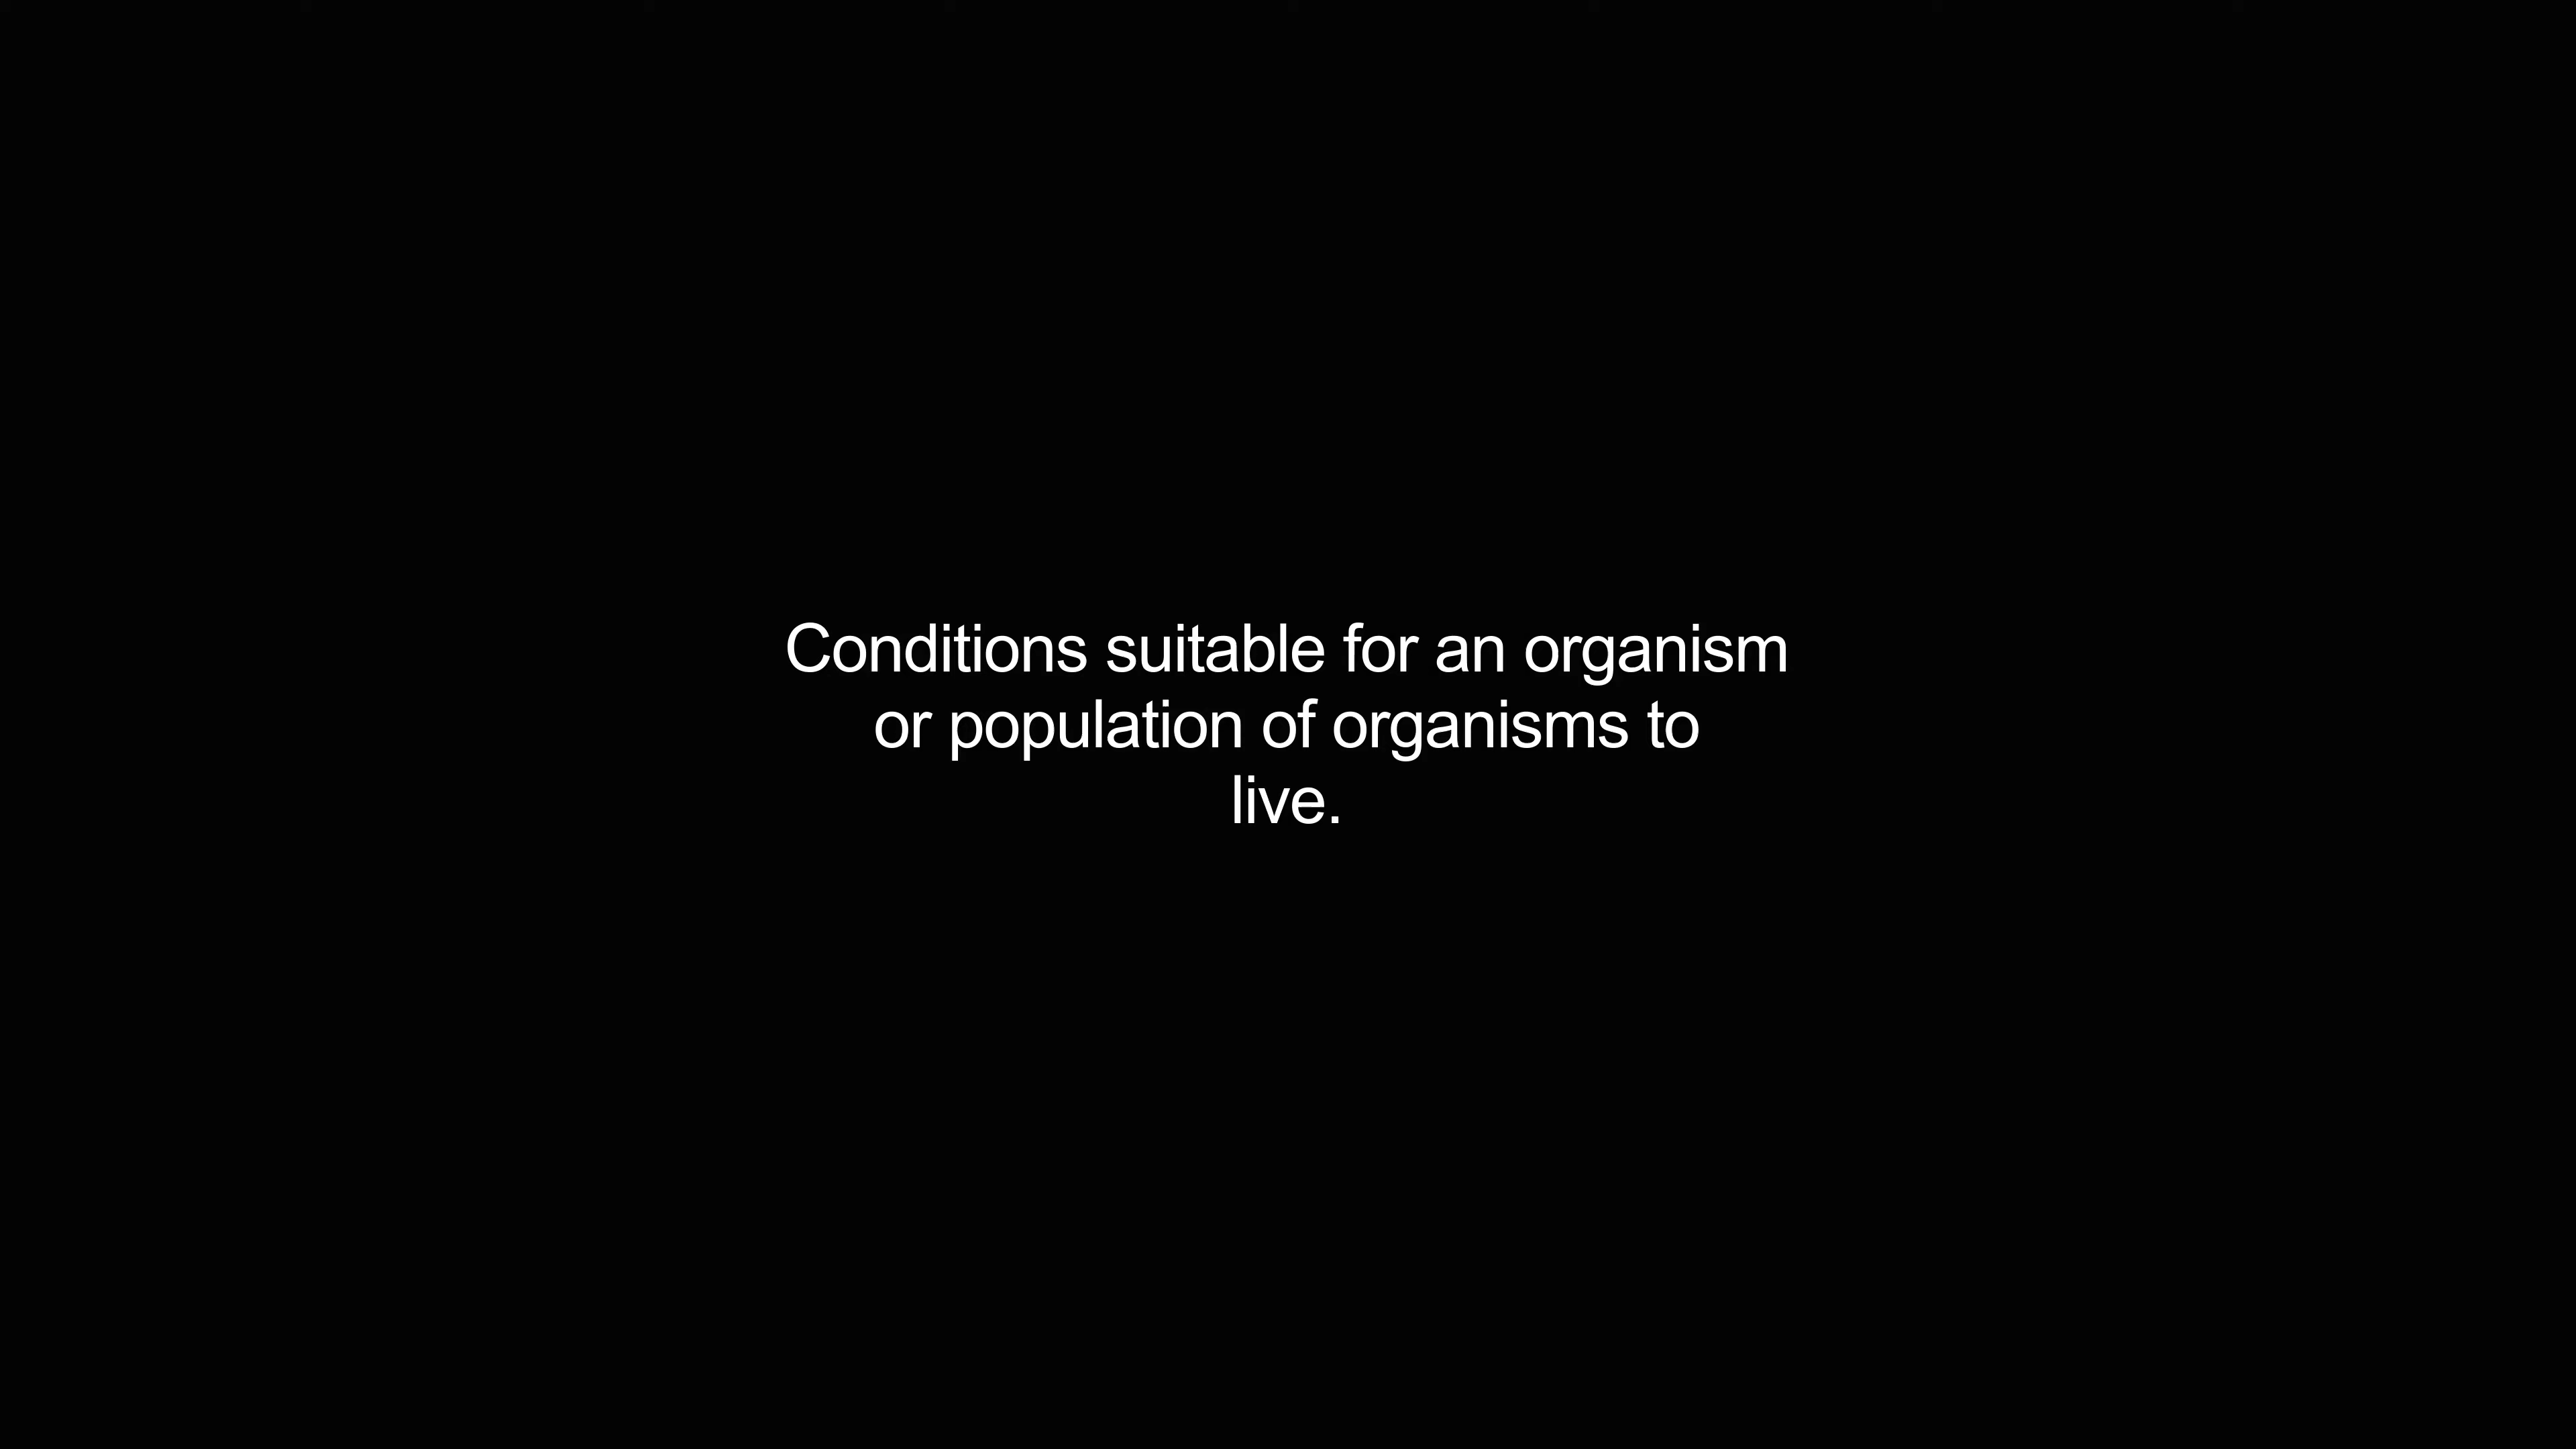 Conditions suitable for an organism
or population of organisms to
live.